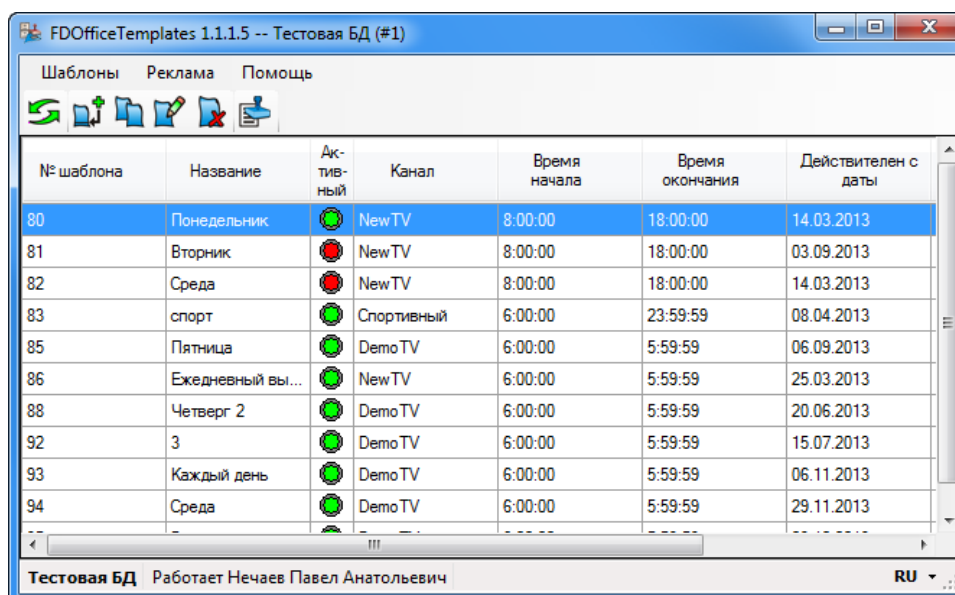 FDOfficeTemplates 1.1.1.5 -- Тестовая БД (#1)
Шаблоны Реклама Помощь
№ шаблона Название Ак-тив-ный Канал Время начала Время окончания Действителен с даты
80 Понедельник NewTV 8:00:00 18:00:00 14.03.2013
81 Вторник NewTV 8:00:00 18:00:00 03.09.2013
82 Среда NewTV 8:00:00 18:00:00 14.03.2013
83 спорт Спортивный 6:00:00 23:59:59 08.04.2013
85 Пятница DemoTV 6:00:00 5:59:59 06.09.2013
86 Ежедневный вы... NewTV 6:00:00 5:59:59 25.03.2013
88 Четверг 2 DemoTV 6:00:00 5:59:59 20.06.2013
92 3 DemoTV 6:00:00 5:59:59 15.07.2013
93 Каждый день DemoTV 6:00:00 5:59:59 06.11.2013
94 Среда DemoTV 6:00:00 5:59:59 29.11.2013
Тестовая БД Работает Нечаев Павел Анатольевич RU